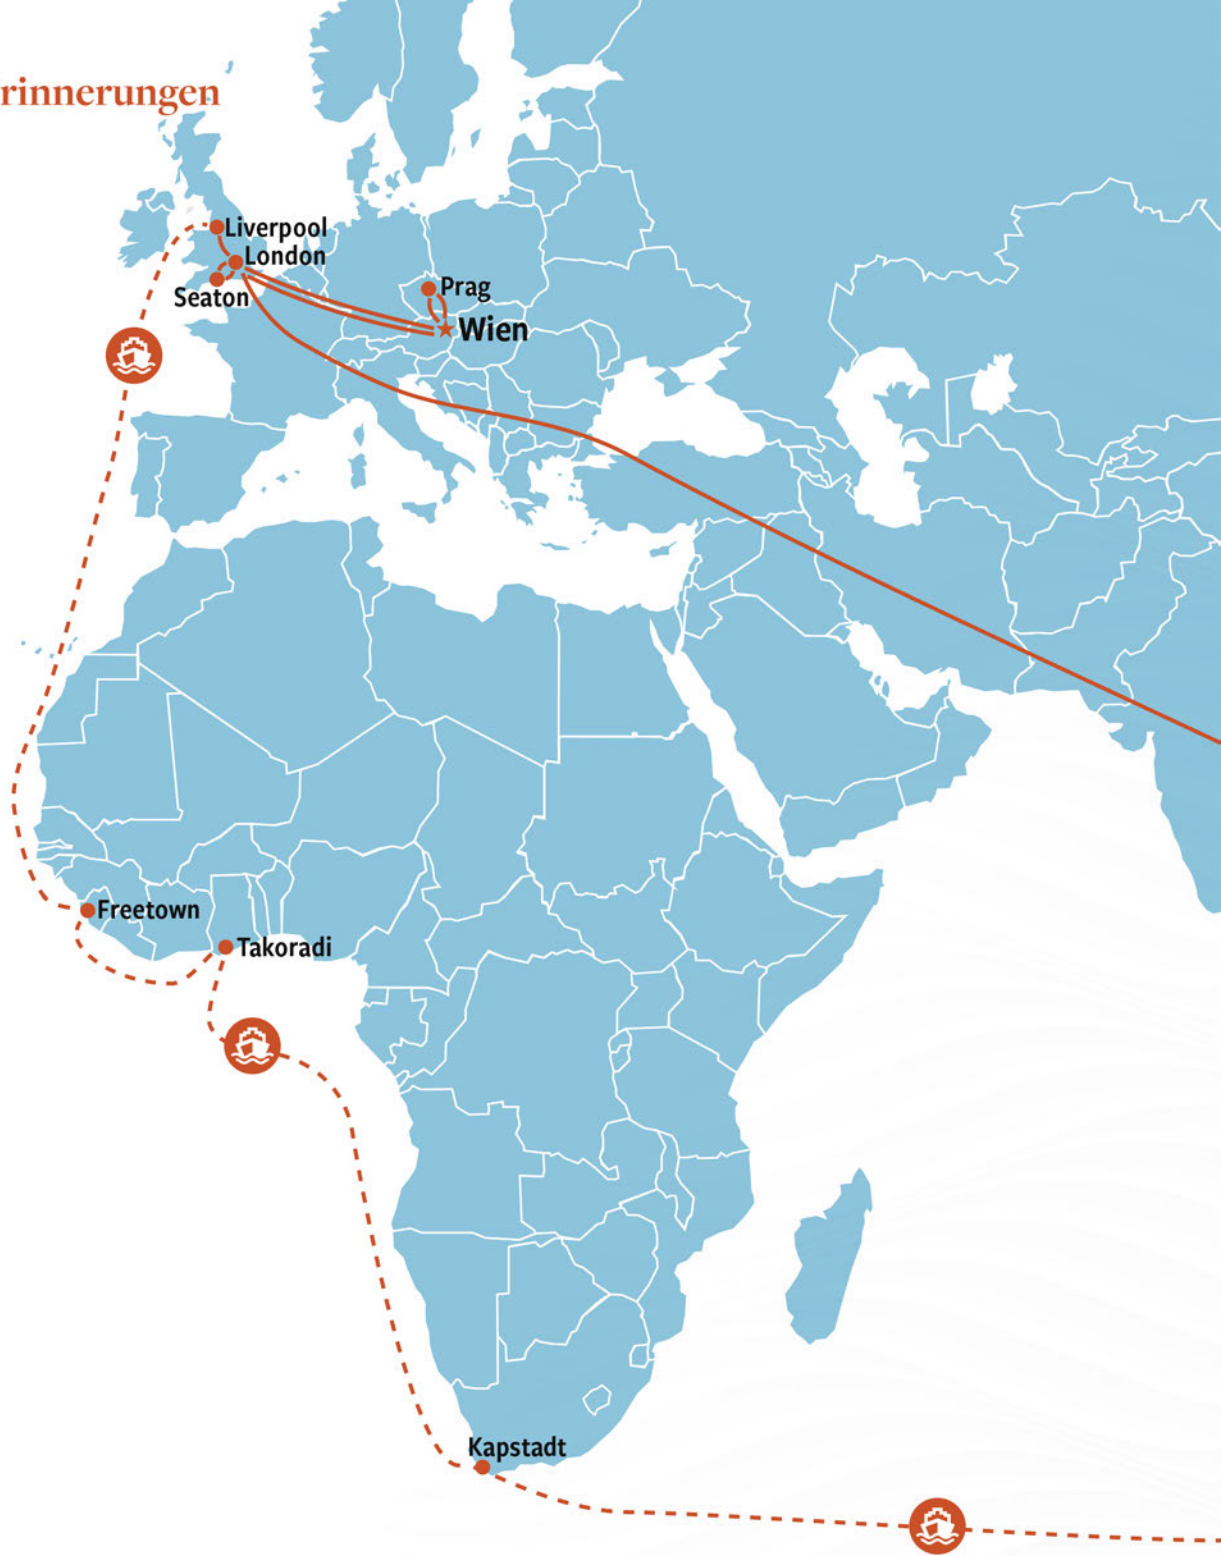 rinnerungen
Liverpool
London
Seaton
Prag
Wien
Freetown
Takoradi
Kapstadt